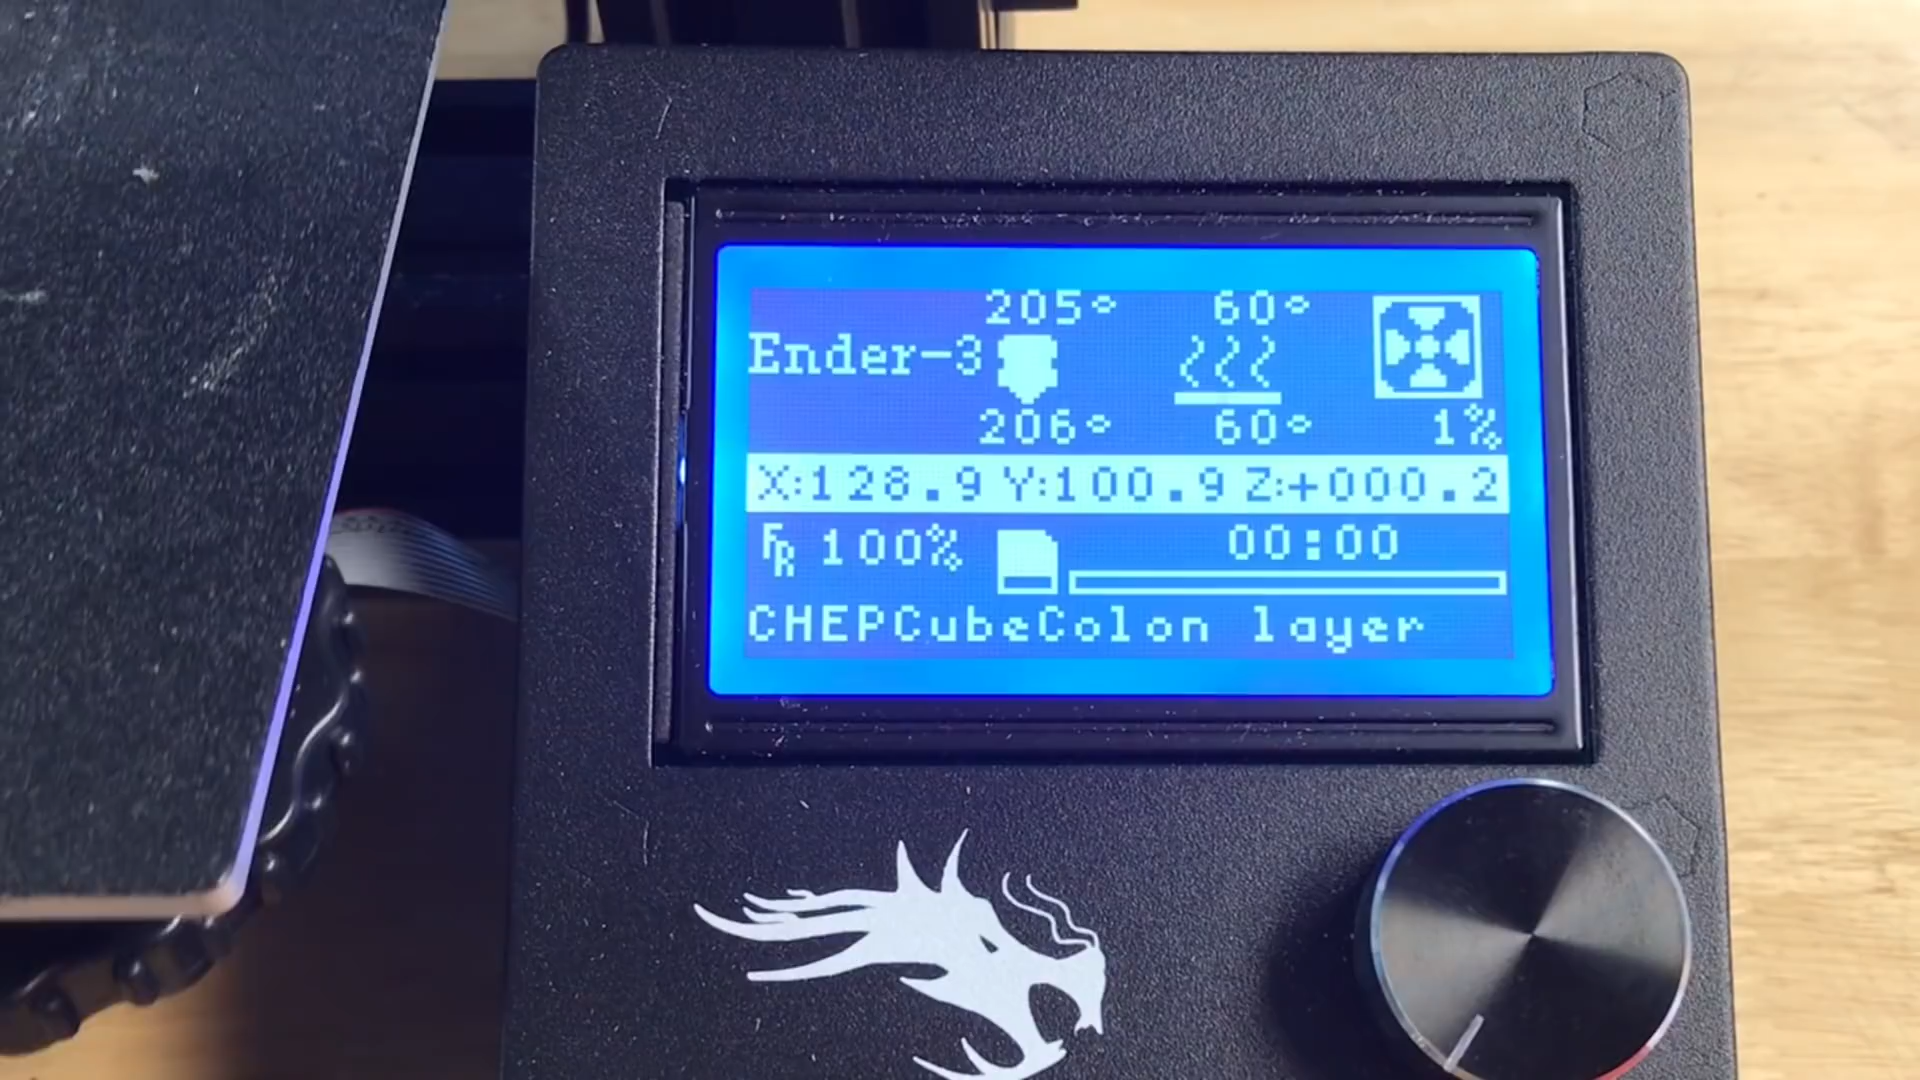 205° 60°
Ender-3
206° 60° 1%
X:128.9 Y:100.9 Z:+000.2
FR 100% 00:00
CHEPCubeColon layer